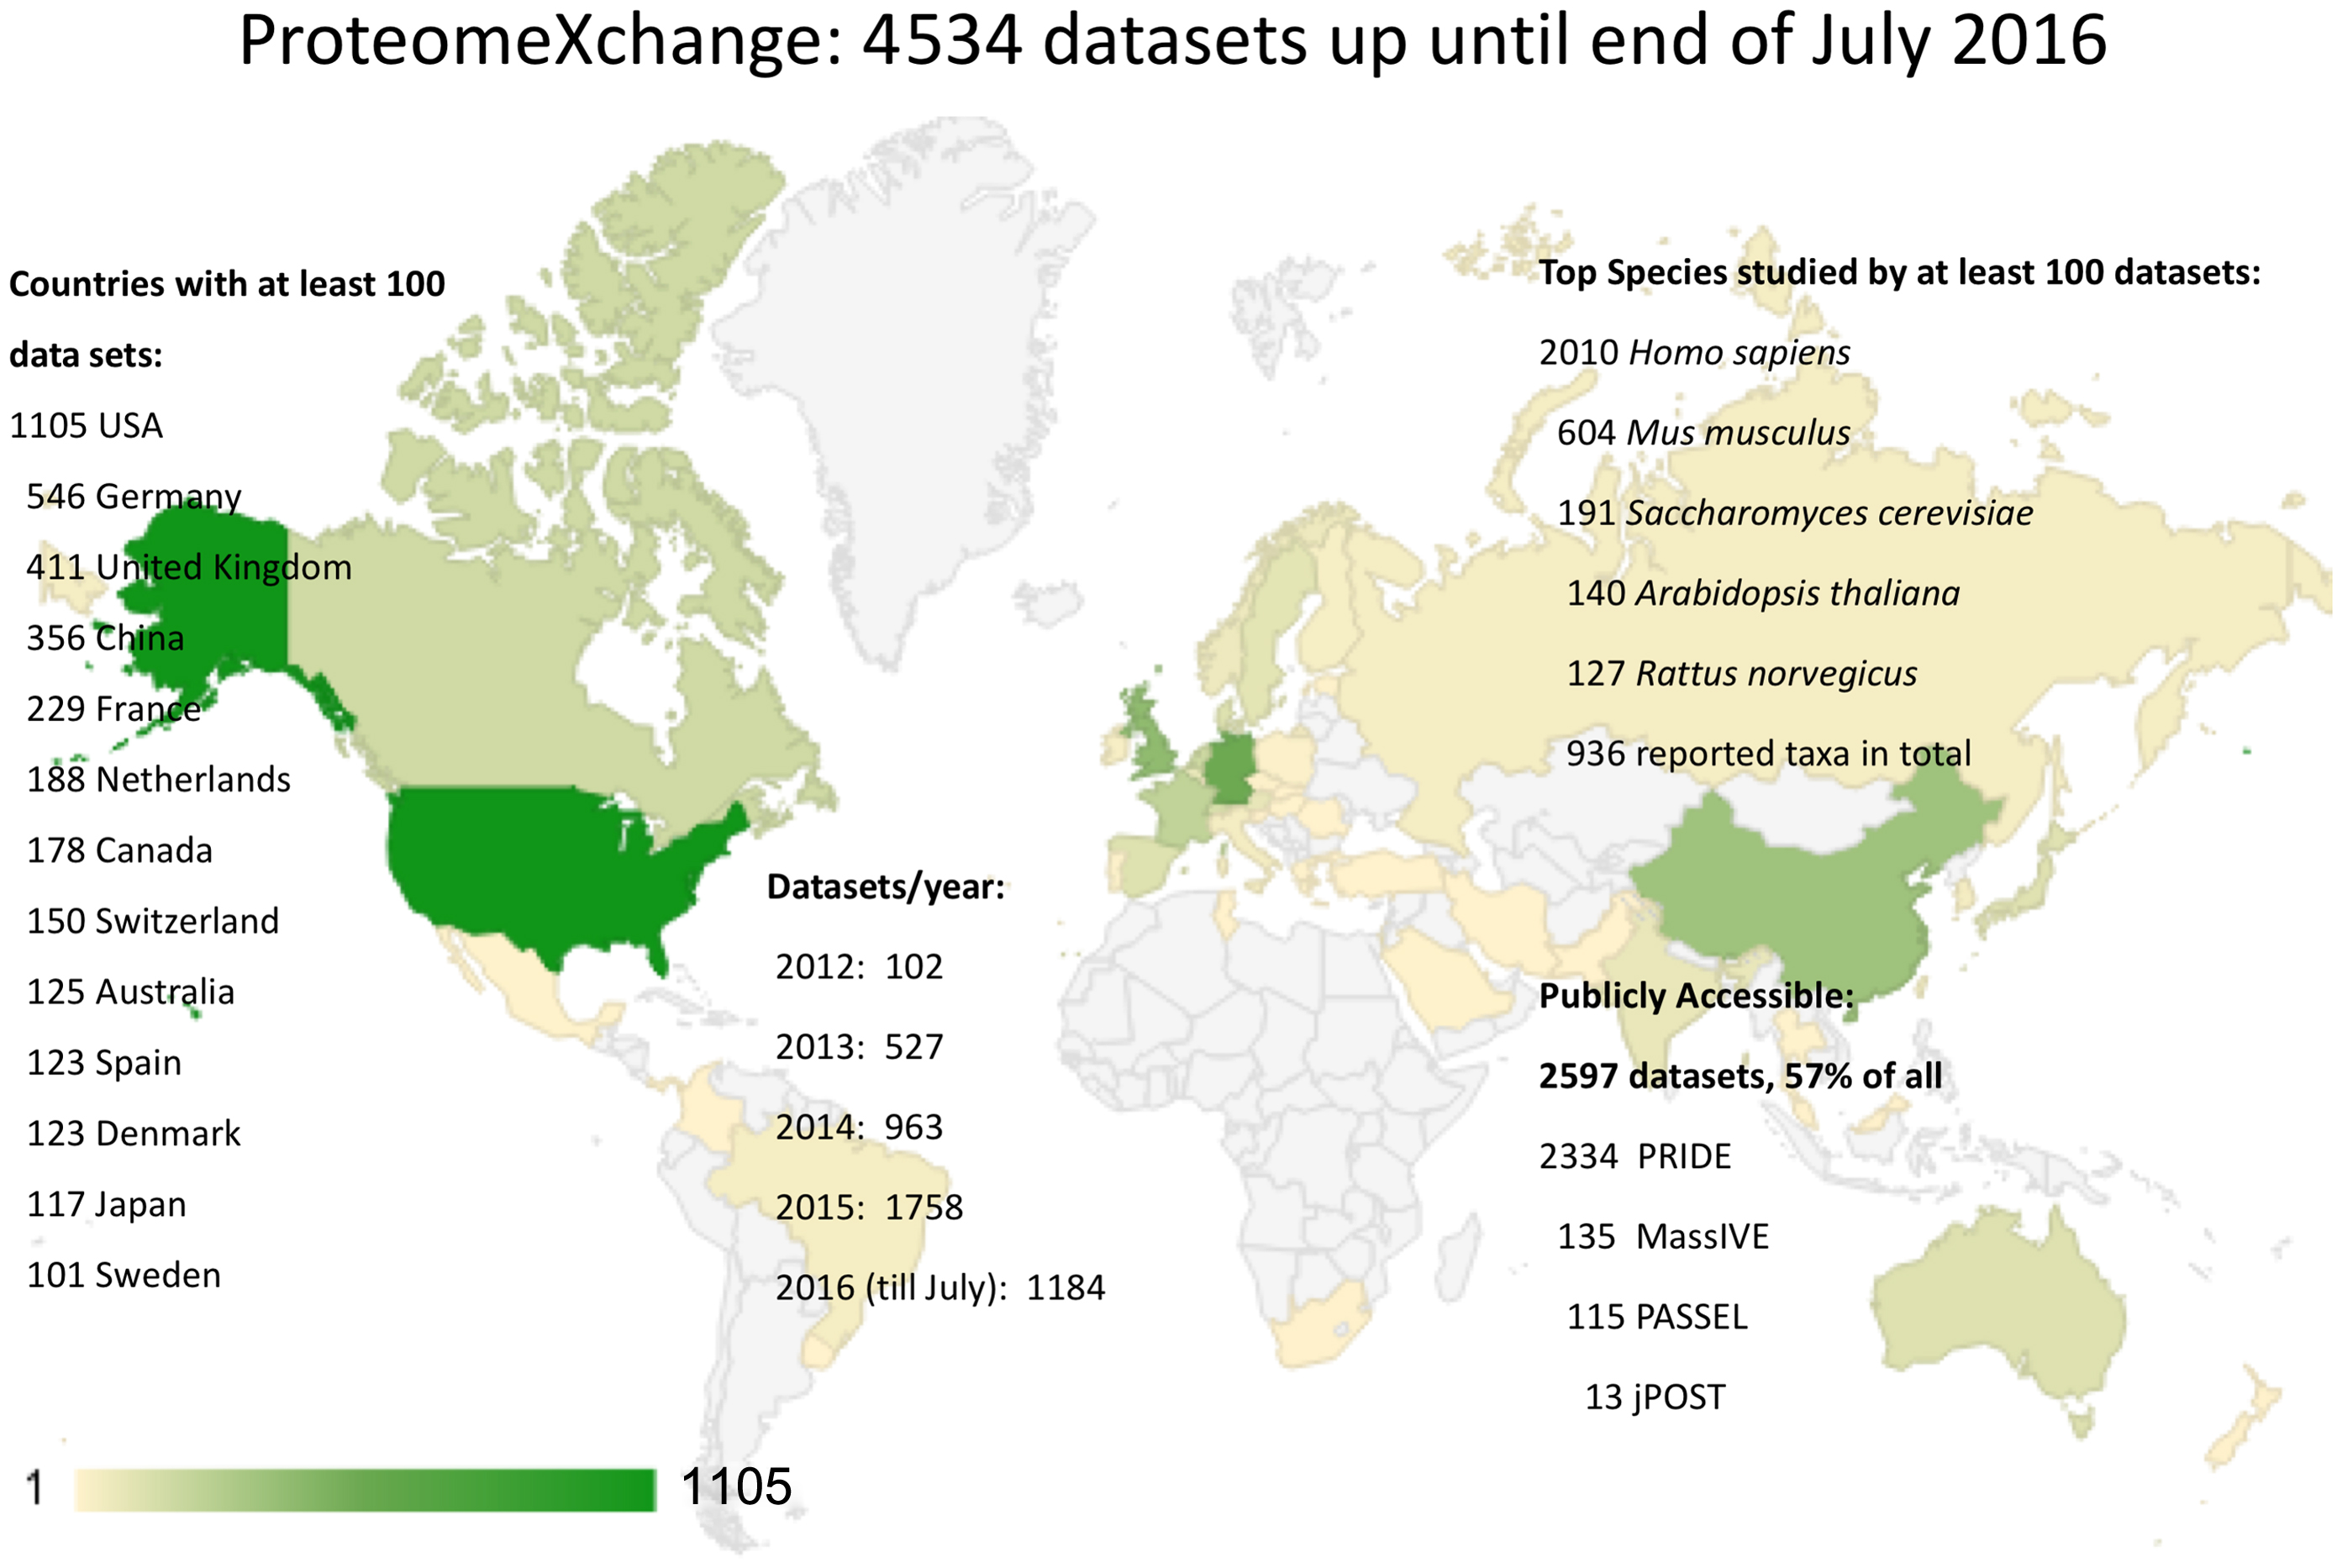 ProteomeXchange: 4534 datasets up until end of July 2016
Countries with at least 100
data sets:
1105 USA
546 Germany
411 United Kingdom
356 China
229 France
188 Netherlands
178 Canada
150 Switzerland
125 Australia
123 Spain
123 Denmark
117 Japan
101 Sweden
Datasets/year:
2012: 102
2013: 527
2014: 963
2015: 1758
2016 (till July): 1184
Top Species studied by at least 100 datasets:
2010 Homo sapiens
604 Mus musculus
191 Saccharomyces cerevisiae
140 Arabidopsis thaliana
127 Rattus norvegicus
936 reported taxa in total
Publicly Accessible:
2597 datasets, 57% of all
2334 PRIDE
135 MassIVE
115 PASSEL
13 jPOST
1 1105